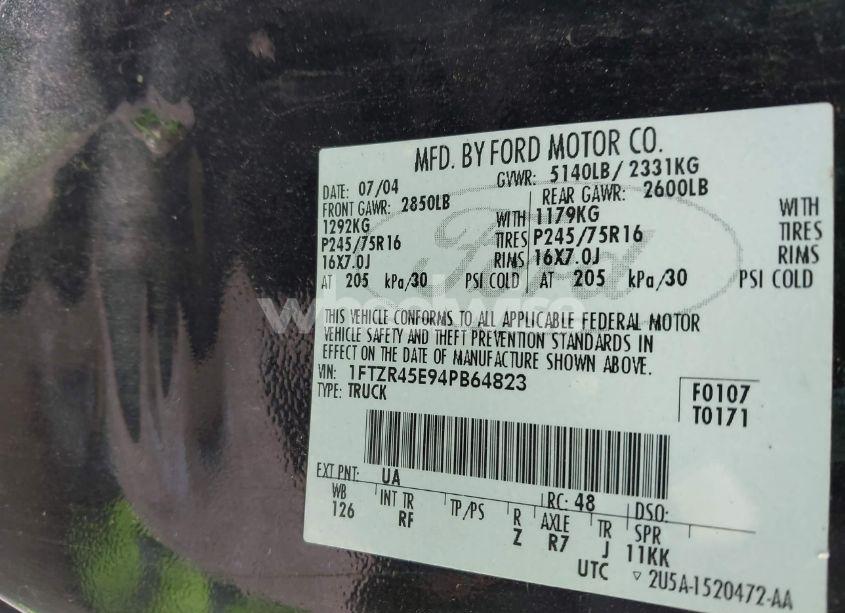 MFD. BY FORD MOTOR CO.
DATE: 07/04 GVWR: 5140LB/ 2331KG
FRONT GAWR: 2850LB REAR GAWR: 2600LB
1292KG WITH 1179KG WITH
P245/75R16 TIRES P245/75R16 TIRES
16X7.0J RIMS 16X7.0J RIMS
AT 205 kPa/30 PSI COLD AT 205 kPa/30 PSI COLD
THIS VEHICLE CONFORMS TO ALL APPLICABLE FEDERAL MOTOR
VEHICLE SAFETY AND THEFT PREVENTION STANDARDS IN
EFFECT ON THE DATE OF MANUFACTURE SHOWN ABOVE.
VIN: 1FTZR45E94PB64823
TYPE: TRUCK
F0107
T0171
EXT PNT: UA RC: 48 DSO:
WB INT TR TP/PS R AXLE TR SPR
126 RF Z R7 J 11KK
UTC ▽ 2U5A-1520472-AA
Ford